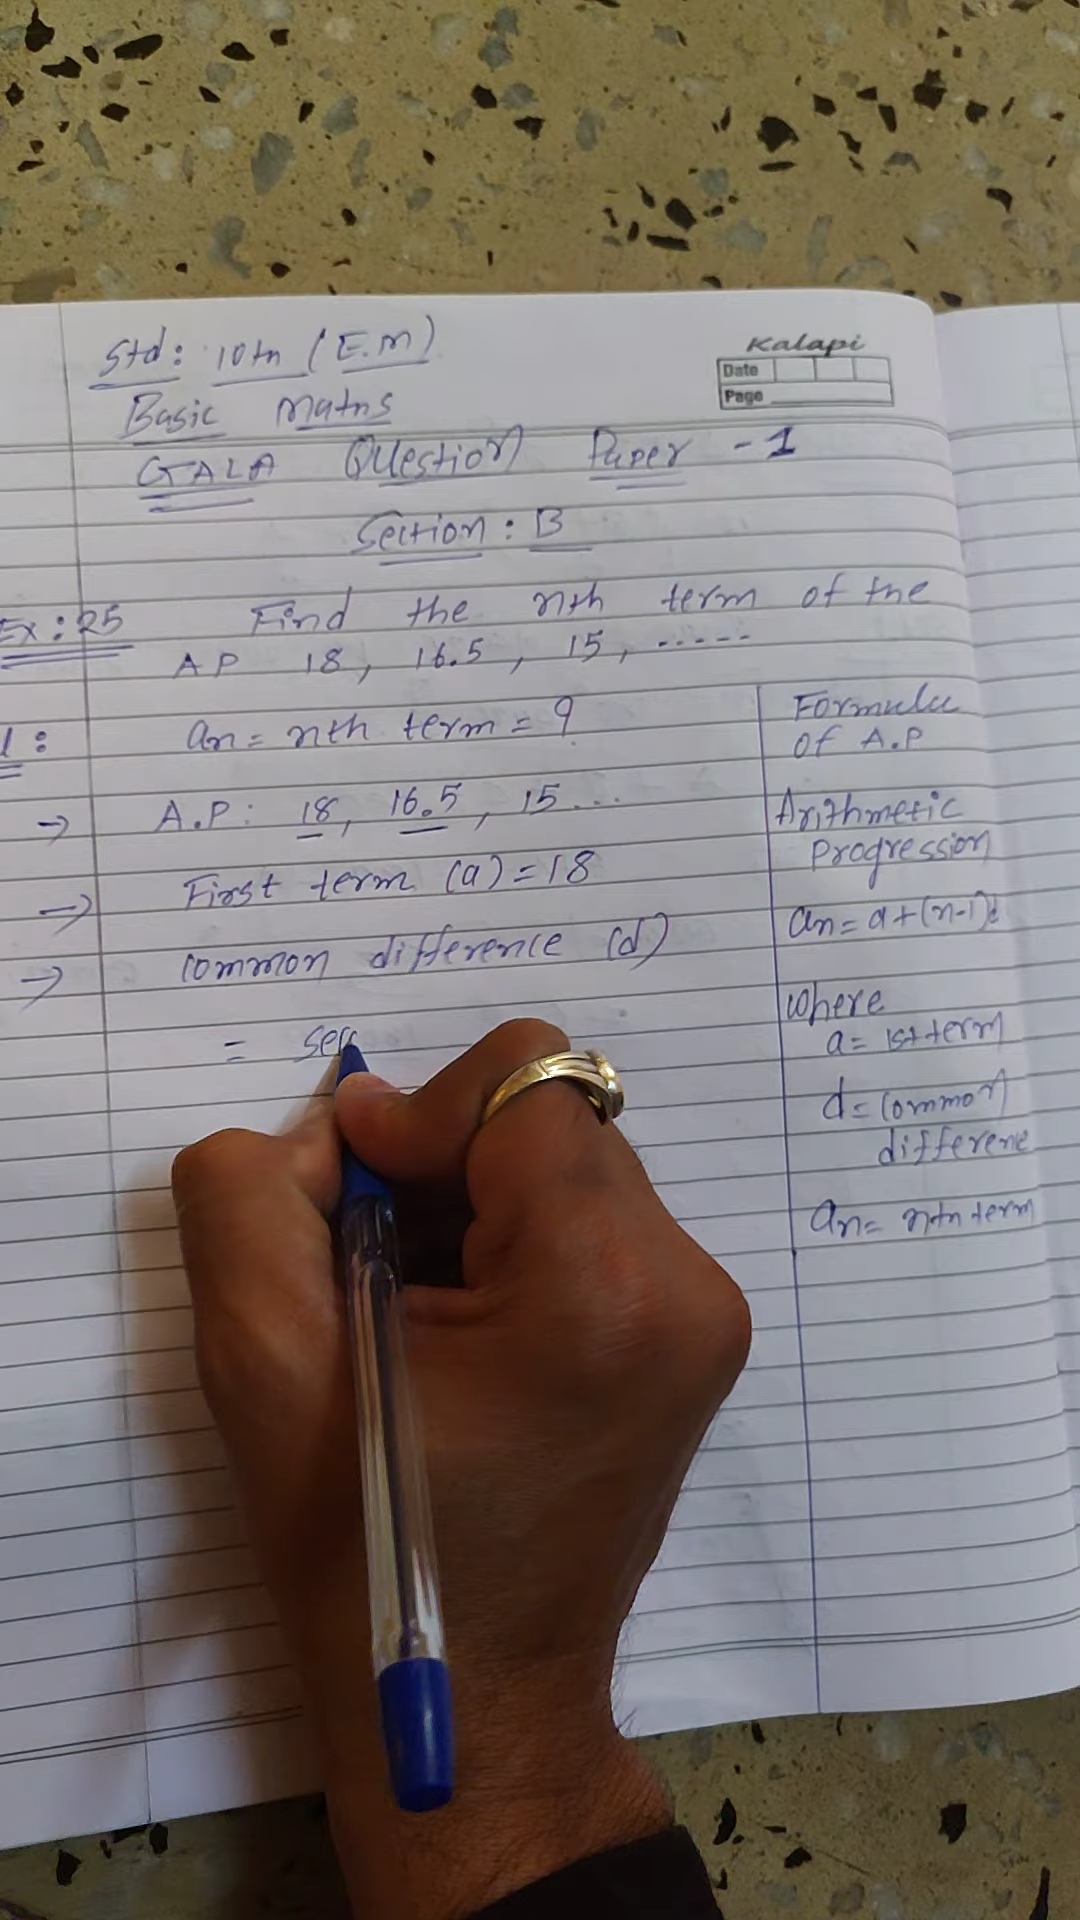 Std: 10th (E.M)
Kalapi
Date
Page
Basic Maths
GALA Question Paper - 1
Section : B
Ex : 25 Find the nth term of the
AP 18, 16.5, 15, .....
an = nth term = ?
→ A.P: 18, 16.5, 15...
→ First term (a) = 18
→ common difference (d)
= sec
Formula
of A.P
Arithmetic
Progression
an = a + (n-1)d
where
a = 1st term
d = common
difference
an = nth term